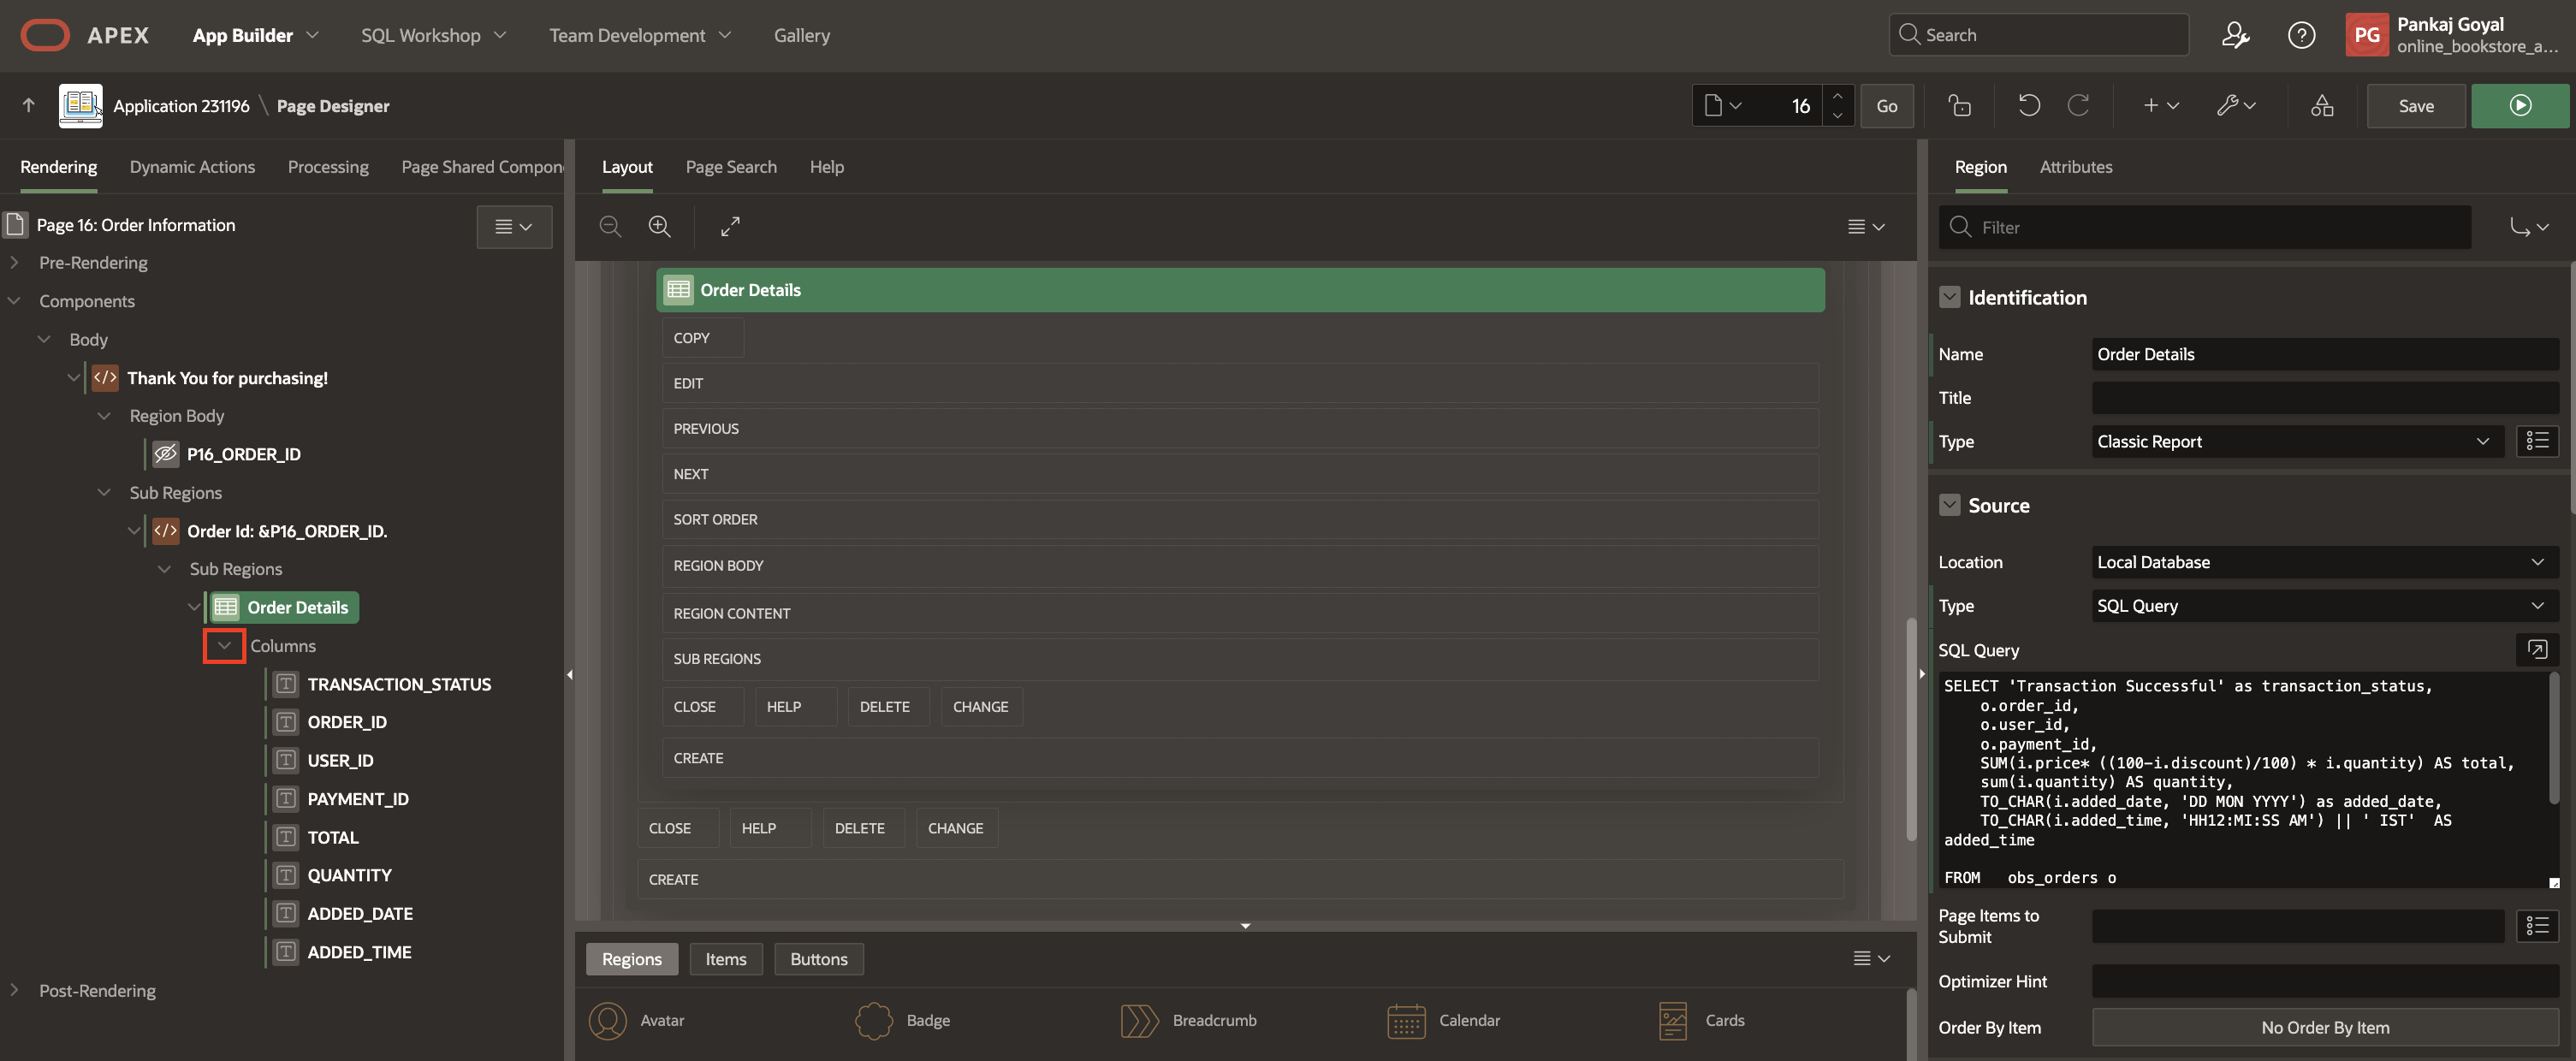 APEX App Builder SQL Workshop Team Development Gallery Search PG Pankaj Goyal
online_bookstore_a...
Application 231196 \ Page Designer 16 Go Save
Rendering Dynamic Actions Processing Page Shared Compon
Page 16: Order Information
Pre-Rendering
Components
Body
</> Thank You for purchasing!
Region Body
P16_ORDER_ID
Sub Regions
</> Order Id: &P16_ORDER_ID.
Sub Regions
Order Details
Columns
TRANSACTION_STATUS
ORDER_ID
USER_ID
PAYMENT_ID
TOTAL
QUANTITY
ADDED_DATE
ADDED_TIME
Post-Rendering
Layout Page Search Help
Order Details
COPY
EDIT
PREVIOUS
NEXT
SORT ORDER
REGION BODY
REGION CONTENT
SUB REGIONS
CLOSE HELP DELETE CHANGE
CREATE
CLOSE HELP DELETE CHANGE
CREATE
Regions Items Buttons
Avatar Badge Breadcrumb Calendar Cards
Region Attributes
Filter
Identification
Name Order Details
Title
Type Classic Report
Source
Location Local Database
Type SQL Query
SQL Query
SELECT 'Transaction Successful' as transaction_status,
o.order_id,
o.user_id,
o.payment_id,
SUM(i.price* ((100-i.discount)/100) * i.quantity) AS total,
sum(i.quantity) AS quantity,
TO_CHAR(i.added_date, 'DD MON YYYY') as added_date,
TO_CHAR(i.added_time, 'HH12:MI:SS AM') || ' IST' AS
added_time
FROM obs_orders o
Page Items to
Submit
Optimizer Hint
Order By Item No Order By Item